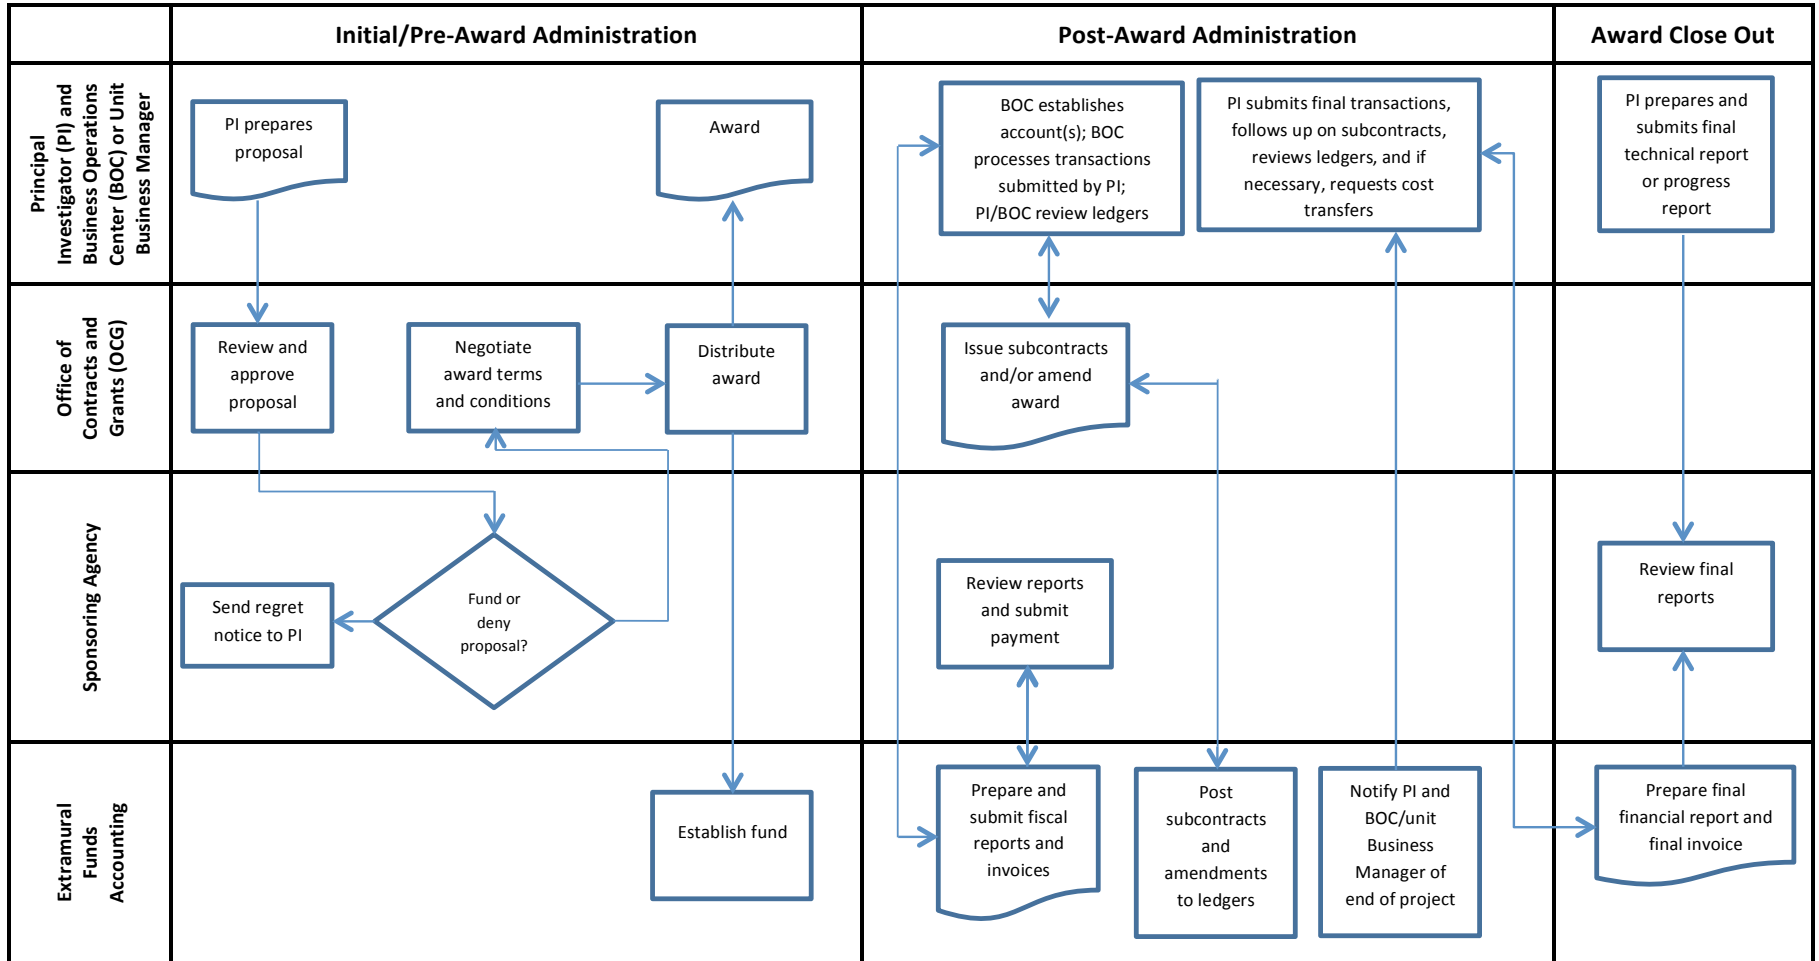 Initial/Pre-Award Administration
Post-Award Administration
Award Close Out
Principal
Investigator (PI) and
Business Operations
Center (BOC) or Unit
Business Manager
PI prepares
proposal
Award
BOC establishes
account(s); BOC
processes transactions
submitted by PI;
PI/BOC review ledgers
PI submits final transactions,
follows up on subcontracts,
reviews ledgers, and if
necessary, requests cost
transfers
PI prepares and
submits final
technical report
or progress
report
Office of
Contracts and
Grants (OCG)
Review and
approve
proposal
Negotiate
award terms
and conditions
Distribute
award
Issue subcontracts
and/or amend
award
Sponsoring Agency
Send regret
notice to PI
Fund or
deny
proposal?
Review reports
and submit
payment
Review final
reports
Extramural
Funds
Accounting
Establish fund
Prepare and
submit fiscal
reports and
invoices
Post
subcontracts
and
amendments
to ledgers
Notify PI and
BOC/unit
Business
Manager of
end of project
Prepare final
financial report and
final invoice